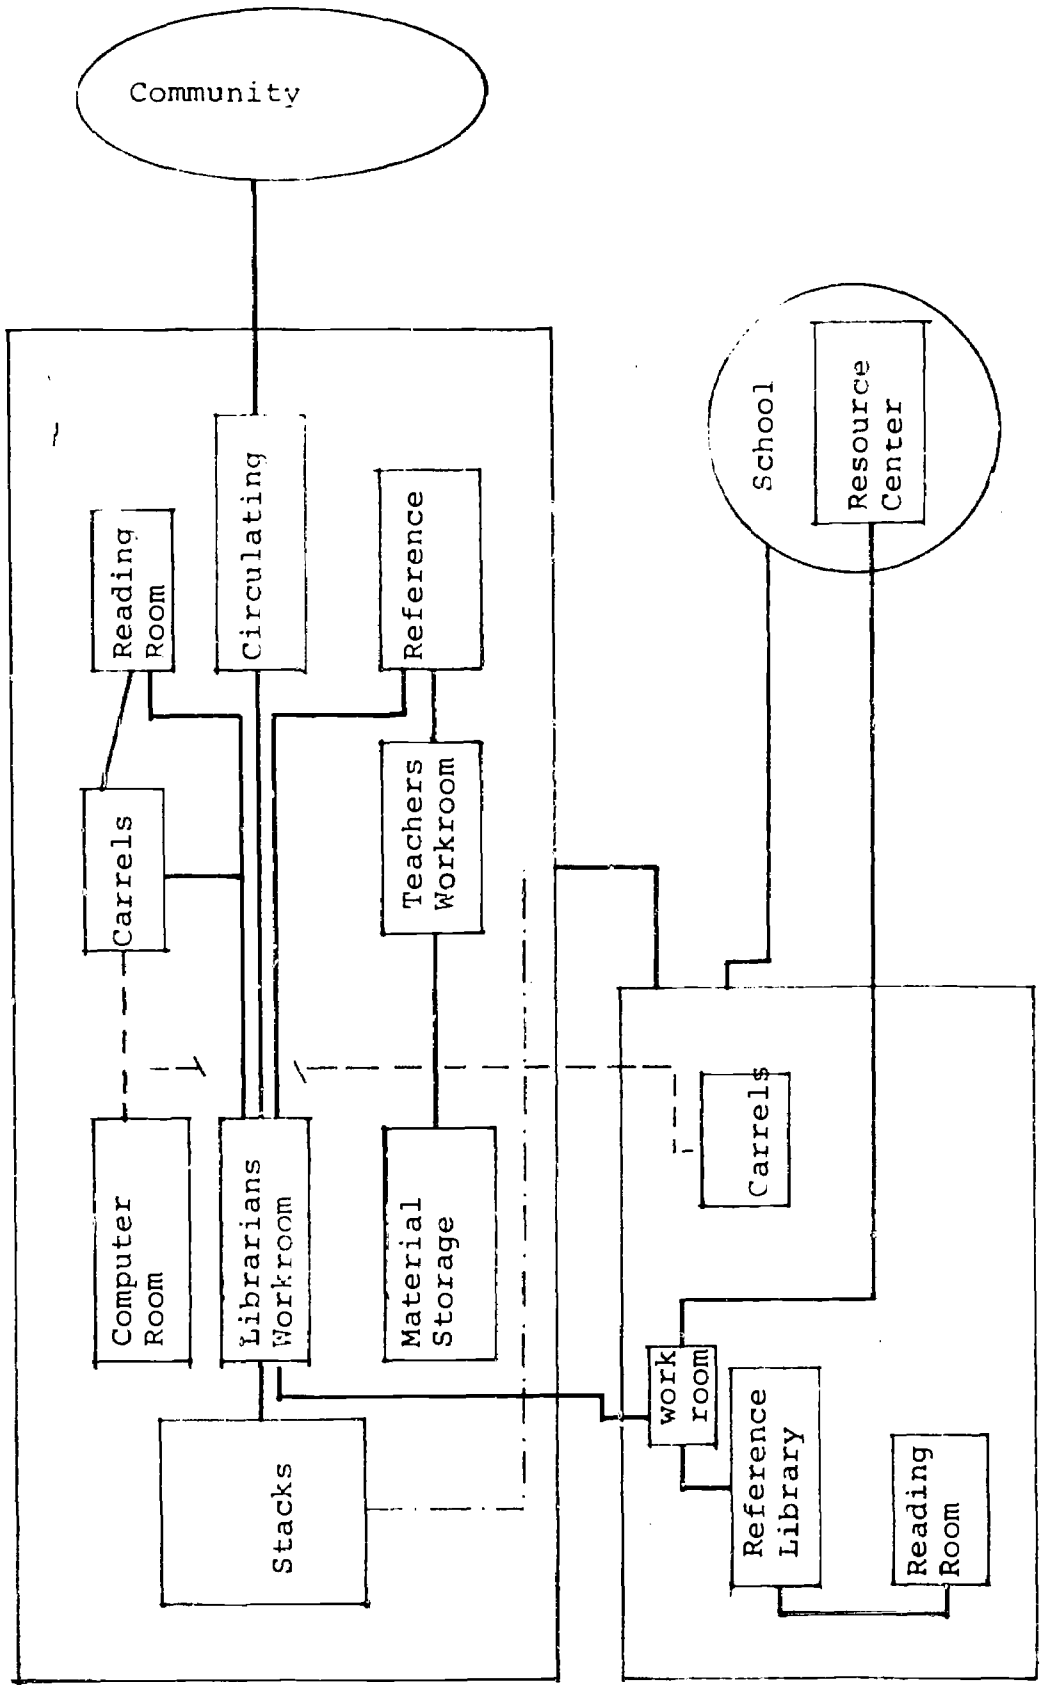 Community
Reading
Room
Circulating
Reference
Carrels
Teachers
Workroom
Computer
Room
Librarians
Workroom
Material
Storage
Stacks
School
Resource
Center
Carrels
work
room
Reference
Library
Reading
Room